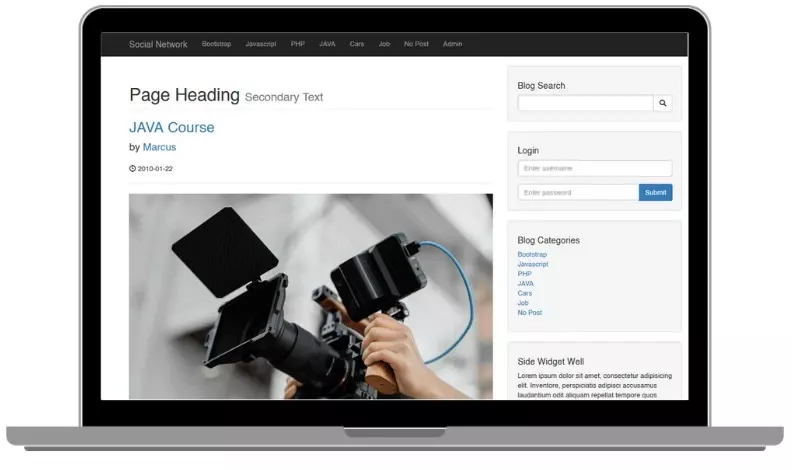 Social Network Bootstrap Javascript PHP JAVA Cars Job No Post Admin
Page Heading Secondary Text
JAVA Course
by Marcus
2010-01-22
Blog Search
Login
Enter username
Enter password Submit
Blog Categories
Bootstrap
Javascript
PHP
JAVA
Cars
Job
No Post
Side Widget Well
Lorem ipsum dolor sit amet, consectetur adipisicing
elit. Inventore, perspiciatis adipisci accusamus
laudantium odit aliquam repellat tempore quos